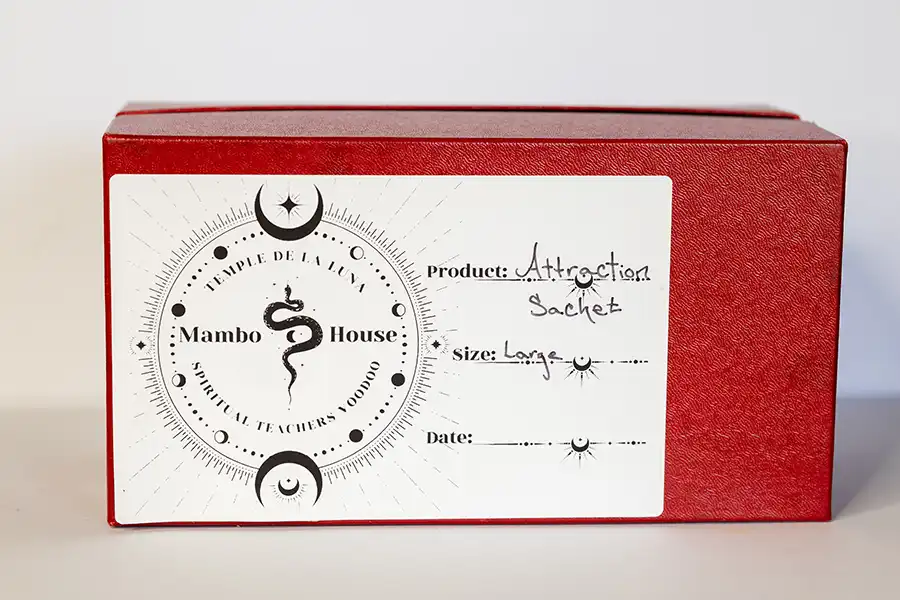 TEMPLE DE LA LUNA
Mambo House
SPIRITUAL TEACHERS VOODOO
Product: Attraction
Sachet
Size: Large
Date: